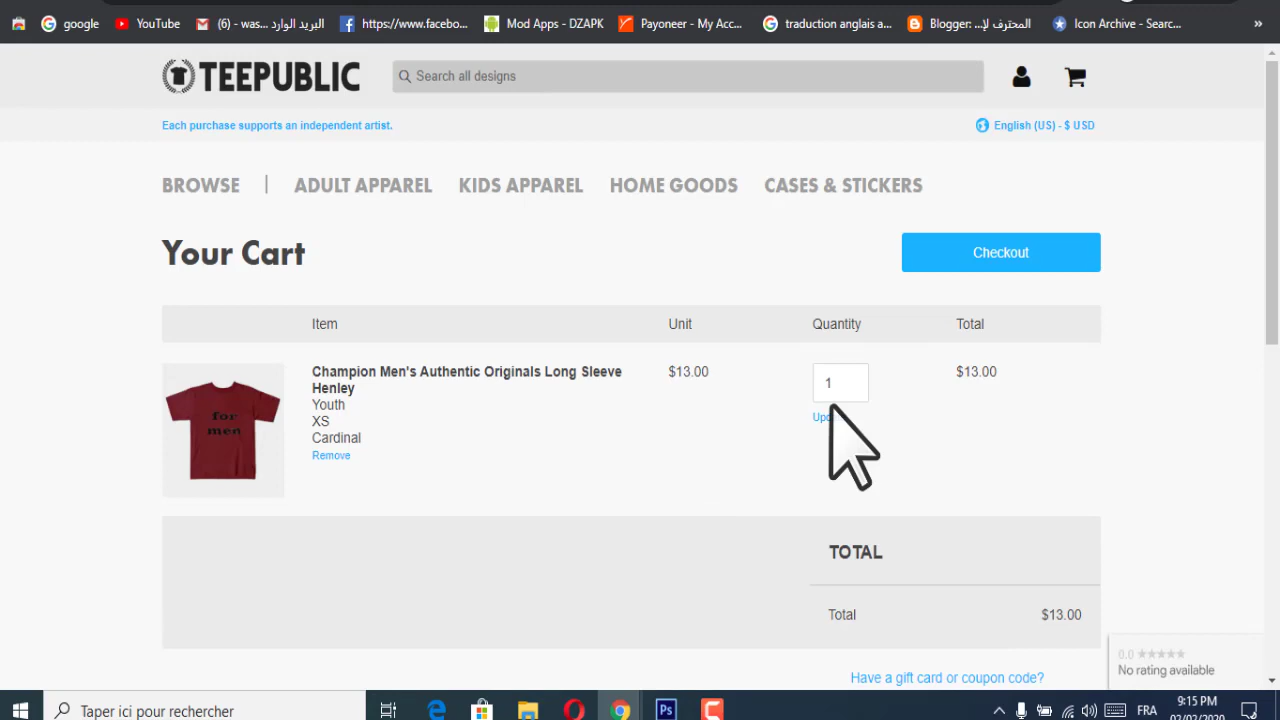 google
YouTube
البريد الوارد (6) - was...
https://www.facebo...
Mod Apps - DZAPK
Payoneer - My Acc...
traduction anglais a...
Blogger: المحترف لإ...
Icon Archive - Searc...
»
TEEPUBLIC
Search all designs
Each purchase supports an independent artist.
English (US) - $ USD
BROWSE | ADULT APPAREL KIDS APPAREL HOME GOODS CASES & STICKERS
Your Cart
Checkout
Item Unit Quantity Total
Champion Men's Authentic Originals Long Sleeve $13.00 1 $13.00
Henley
Youth
XS
Cardinal
Remove
for
men
TOTAL
Total $13.00
Have a gift card or coupon code?
0.0 ★★★★★
No rating available
Taper ici pour rechercher
Ps
FRA
9:15 PM